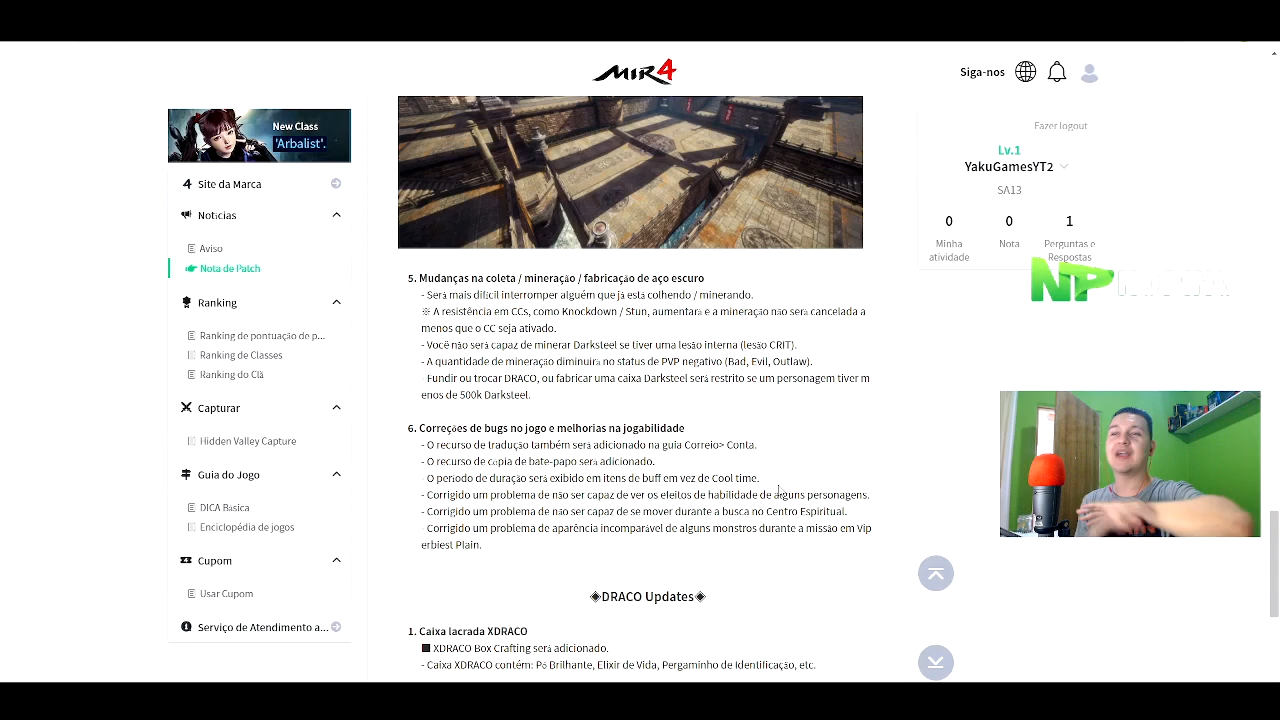 MIR4
Siga-nos
New Class
'Arbalist'.
Site da Marca
Noticias
Aviso
Nota de Patch
Ranking
Ranking de pontuação de p...
Ranking de Classes
Ranking do Clã
Capturar
Hidden Valley Capture
Guia do Jogo
DICA Basica
Enciclopédia de jogos
Cupom
Usar Cupom
Serviço de Atendimento a...
5. Mudanças na coleta / mineração / fabricação de aço escuro
- Será mais difícil interromper alguém que já está colhendo / minerando.
※ A resistência em CCs, como Knockdown / Stun, aumentará e a mineração não será cancelada a
menos que o CC seja ativado.
- Você não será capaz de minerar Darksteel se tiver uma lesão interna (lesão CRIT).
- A quantidade de mineração diminuirá no status de PVP negativo (Bad, Evil, Outlaw).
- Fundir ou trocar DRACO, ou fabricar uma caixa Darksteel será restrito se um personagem tiver m
enos de 500k Darksteel.
6. Correções de bugs no jogo e melhorias na jogabilidade
- O recurso de tradução também será adicionado na guia Correio> Conta.
- O recurso de cópia de bate-papo será adicionado.
- O período de duração será exibido em itens de buff em vez de Cool time.
- Corrigido um problema de não ser capaz de ver os efeitos de habilidade de alguns personagens.
- Corrigido um problema de não ser capaz de se mover durante a busca no Centro Espiritual.
- Corrigido um problema de aparência incomparável de alguns monstros durante a missão em Vip
erbiest Plain.
◈DRACO Updates◈
1. Caixa lacrada XDRACO
■ XDRACO Box Crafting será adicionado.
- Caixa XDRACO contém: Pó Brilhante, Elixir de Vida, Pergaminho de Identificação, etc.
Fazer logout
Lv.1
YakuGamesYT2
SA13
0 0 1
Minha atividade
Nota
Perguntas e Respostas
NP